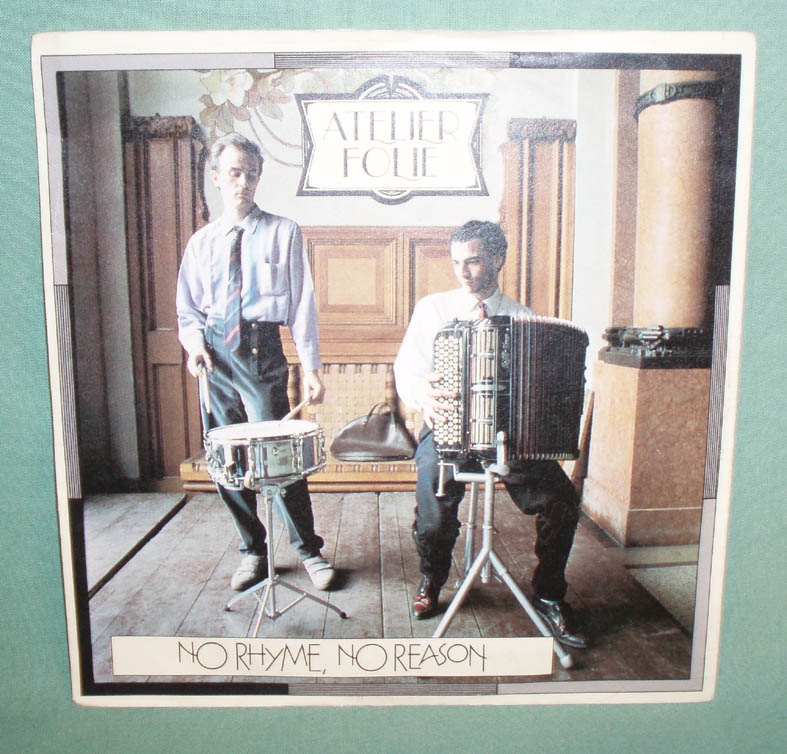 ATELIER
FOLIE
NO RHYME, NO REASON